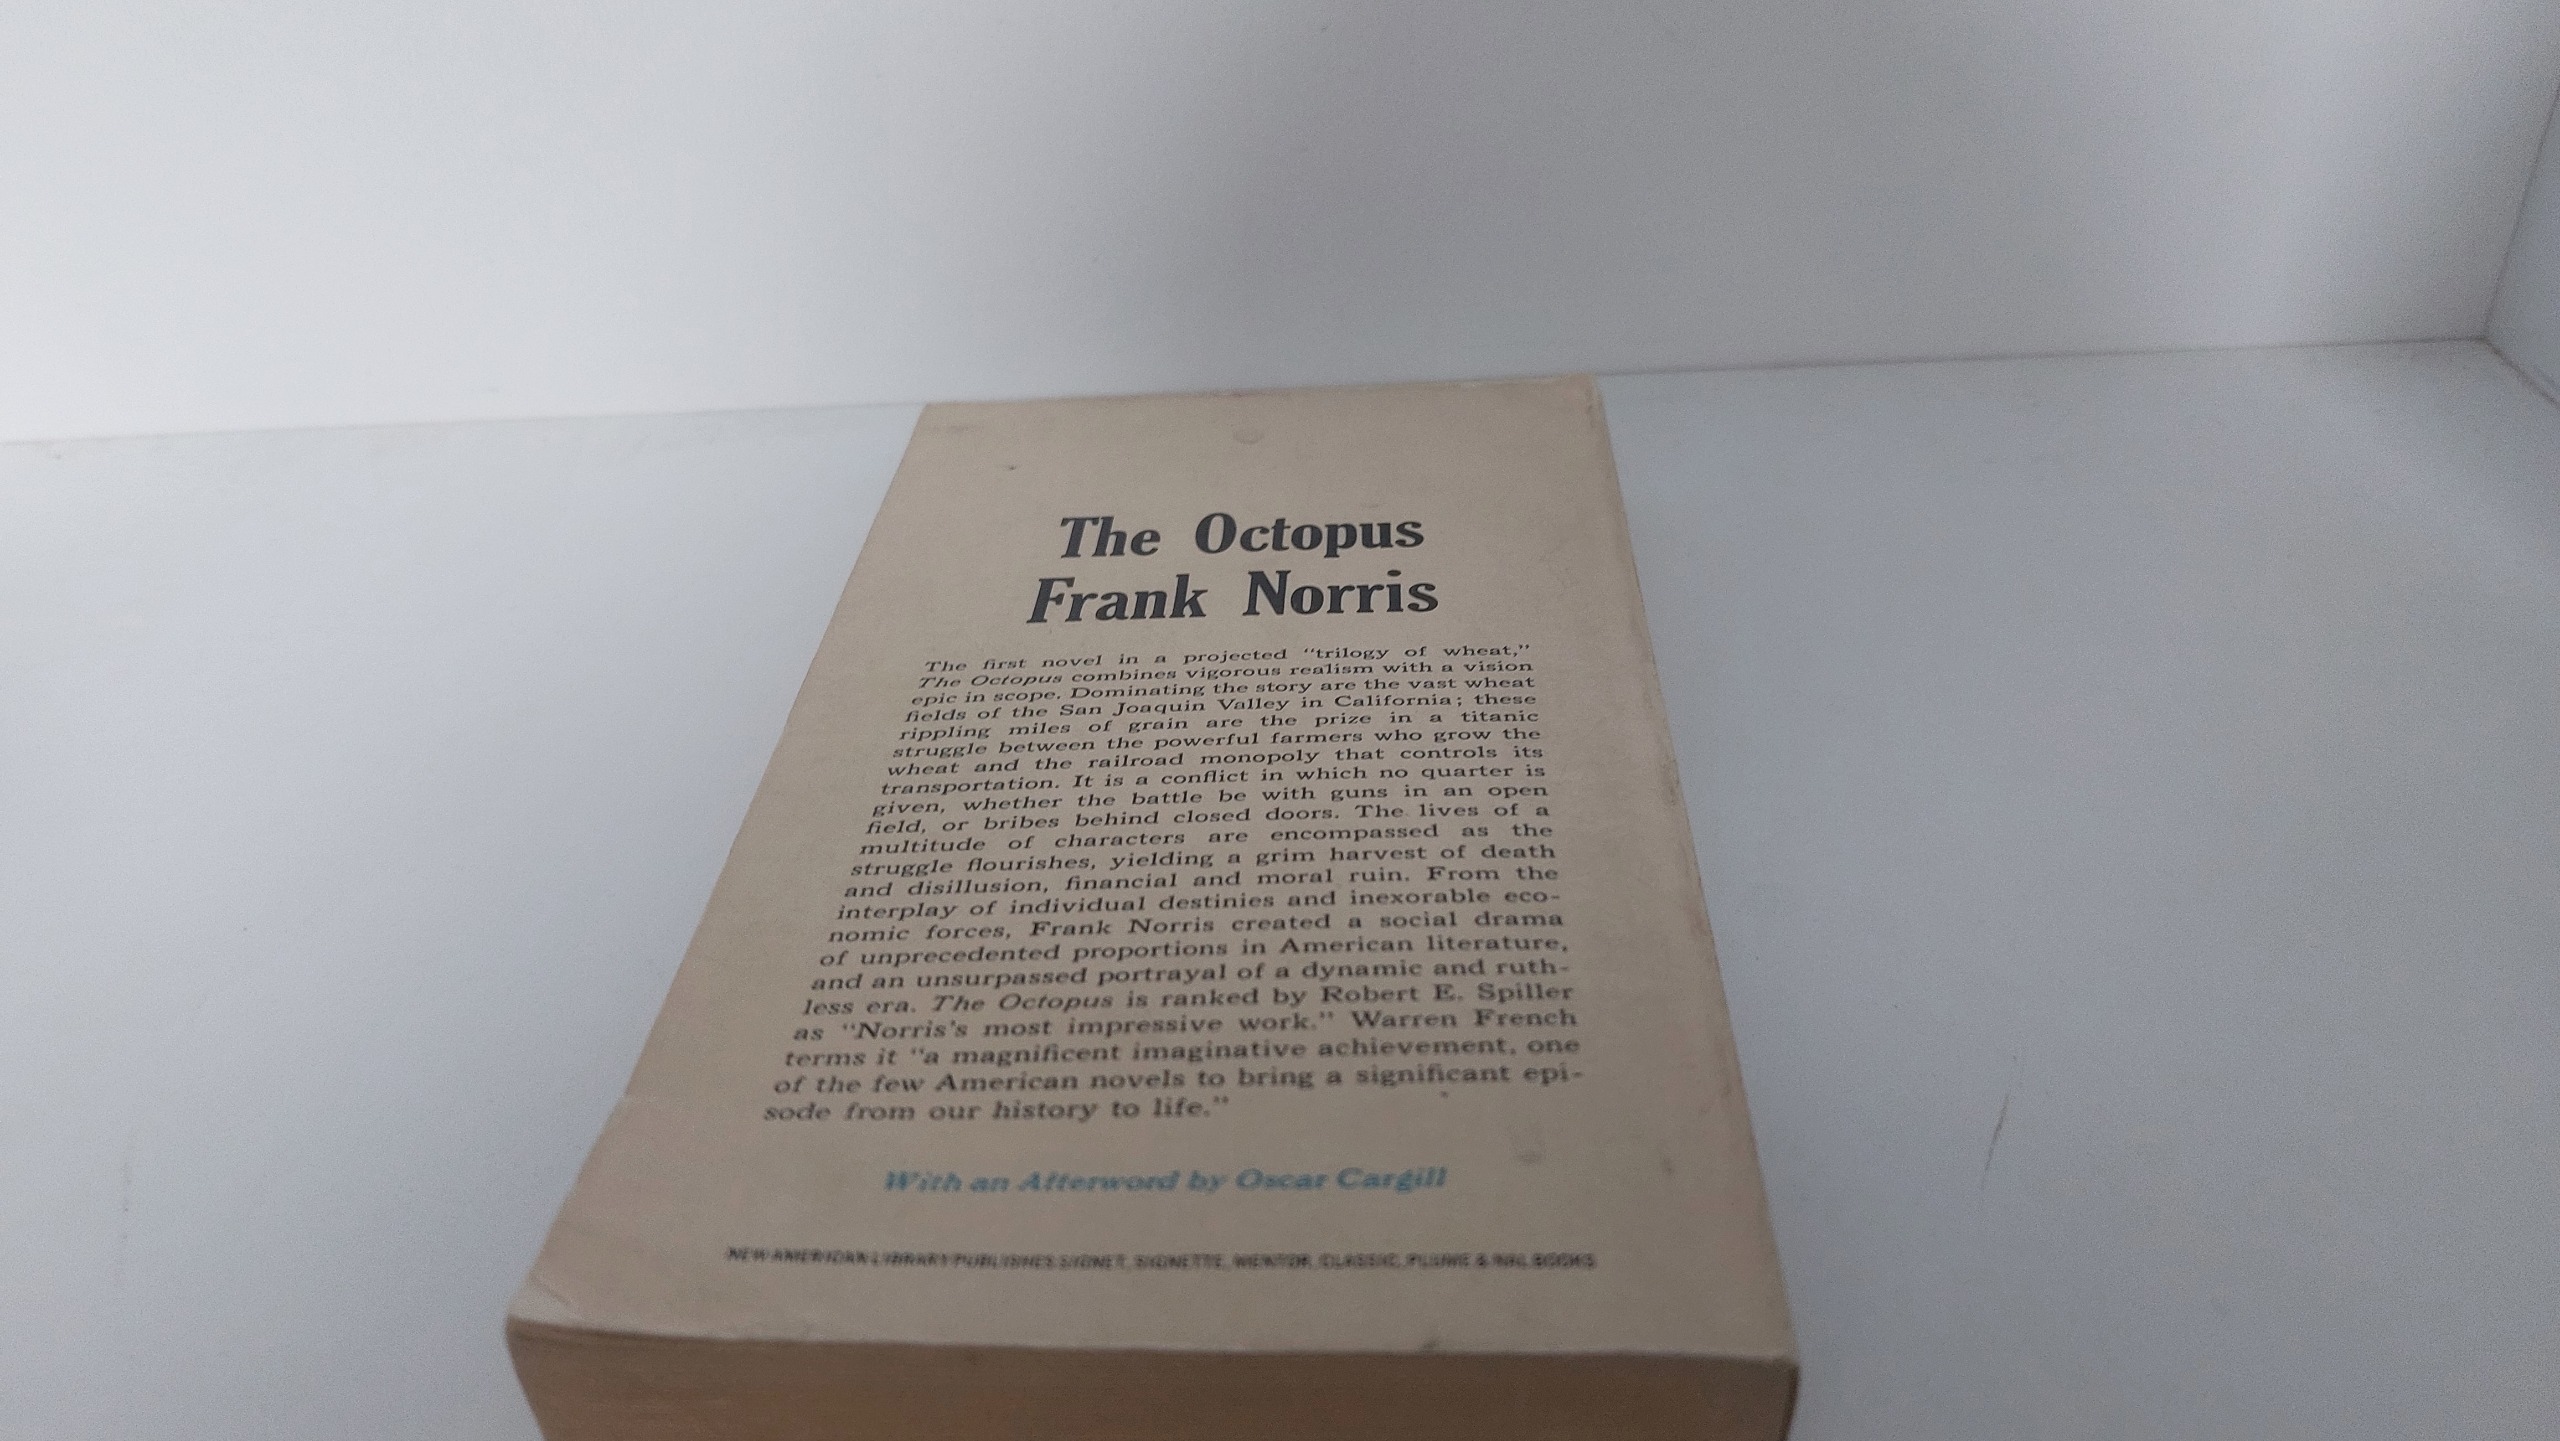 The Octopus
Frank Norris
The first novel in a projected “trilogy of wheat,”
The Octopus combines vigorous realism with a vision
epic in scope. Dominating the story are the vast wheat
fields of the San Joaquin Valley in California; these
rippling miles of grain are the prize in a titanic
struggle between the powerful farmers who grow the
wheat and the railroad monopoly that controls its
transportation. It is a conflict in which no quarter is
given, whether the battle be with guns in an open
field, or bribes behind closed doors. The lives of a
multitude of characters are encompassed as the
struggle flourishes, yielding a grim harvest of death
and disillusion, financial and moral ruin. From the
interplay of individual destinies and inexorable eco-
nomic forces, Frank Norris created a social drama
of unprecedented proportions in American literature,
and an unsurpassed portrayal of a dynamic and ruth-
less era. The Octopus is ranked by Robert E. Spiller
as “Norris’s most impressive work.” Warren French
terms it “a magnificent imaginative achievement, one
of the few American novels to bring a significant epi-
sode from our history to life.”
With an Afterword by Oscar Cargill
NEW AMERICAN LIBRARY PUBLISHES SIGNET, SIGNETTE, MENTOR, CLASSIC, PLUME & NAL BOOKS